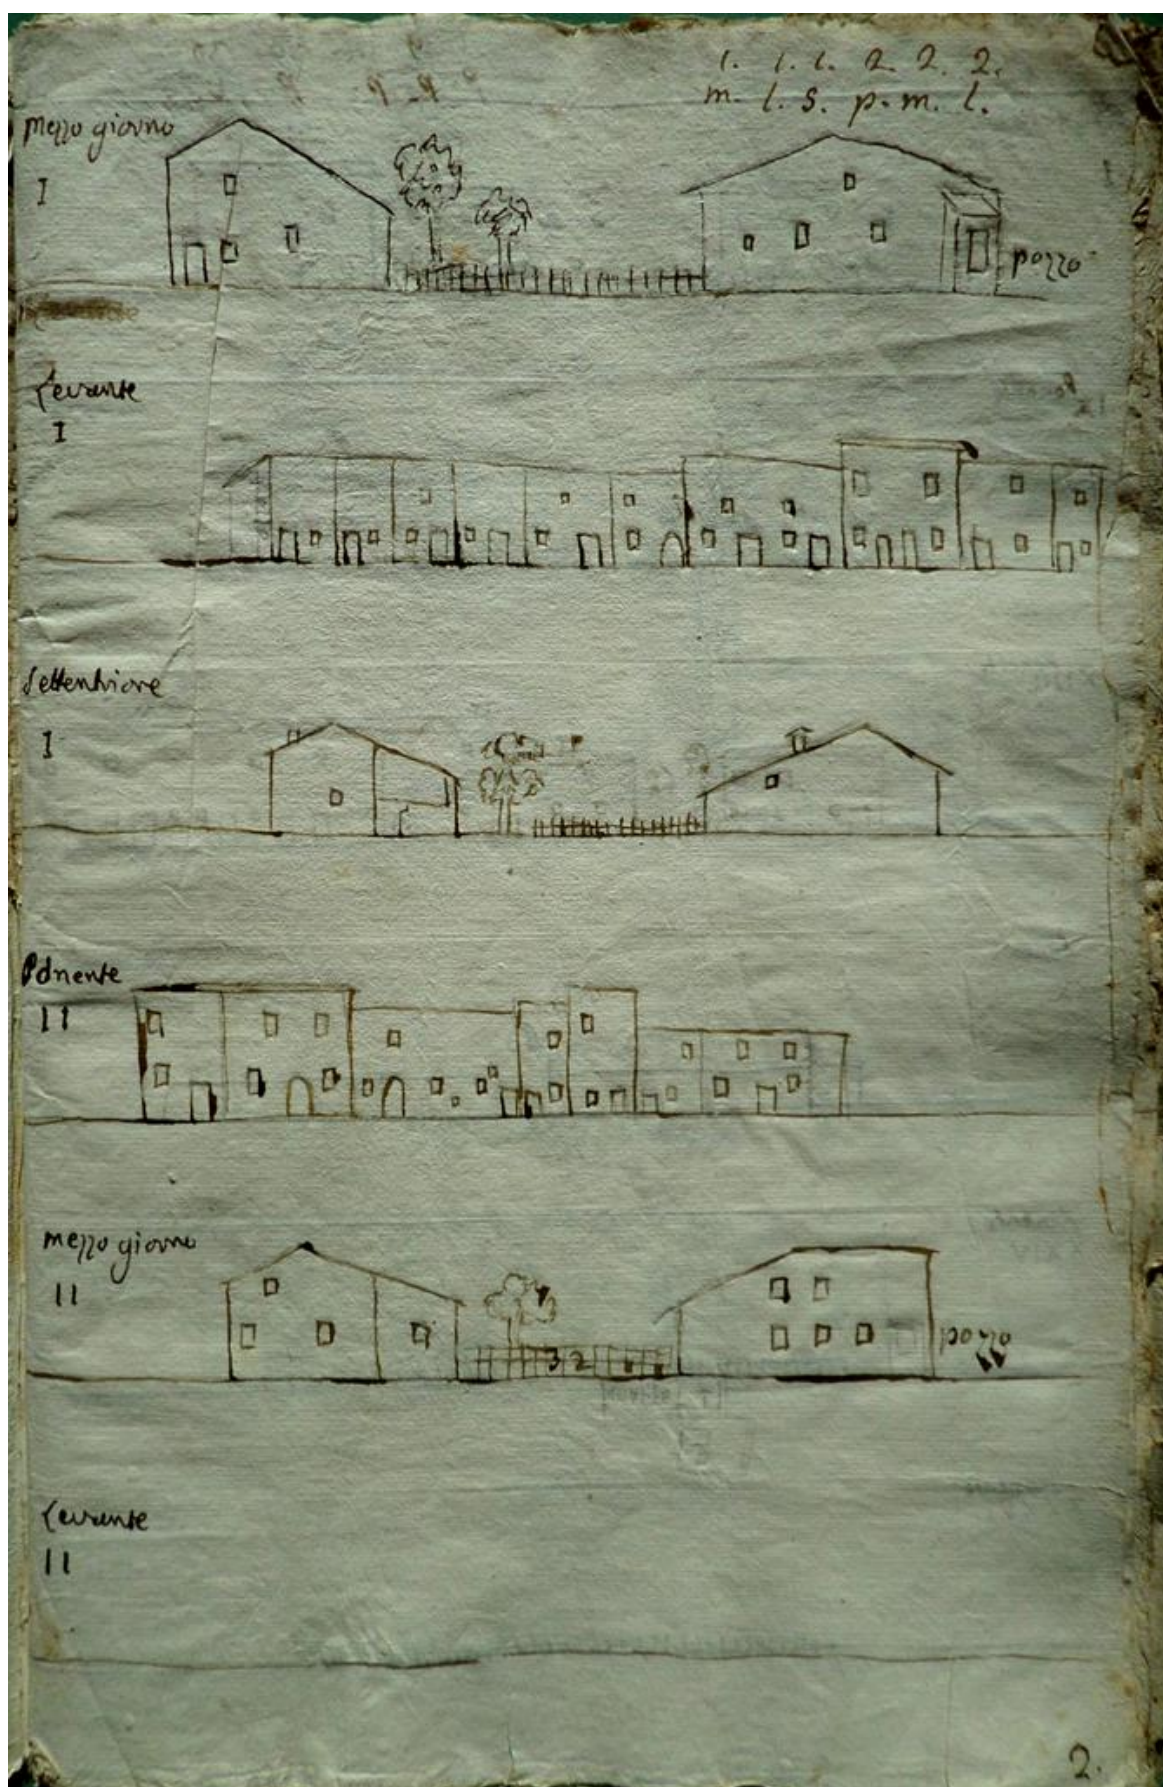 1. 1. 1. 2. 2. 2.
m. l. s. p. m. l.
mezzo giorno
I
pozzo
Levante
I
Settentrione
I
Ponente
II
mezzo giorno
II
32
pozzo
Levante
II
2.